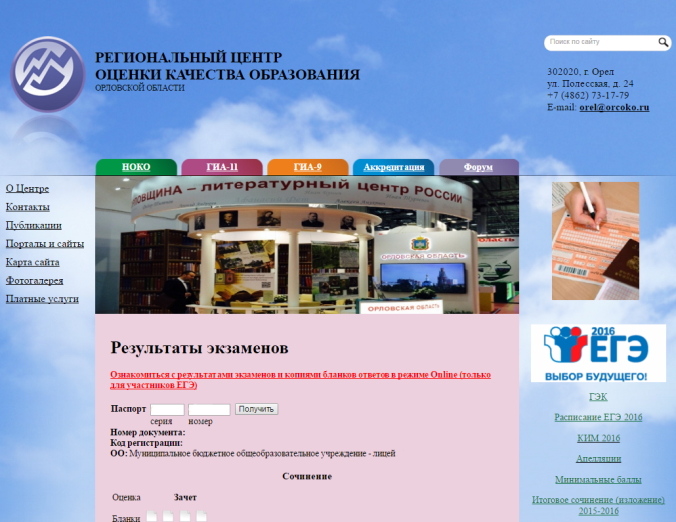 РЕГИОНАЛЬНЫЙ ЦЕНТР
ОЦЕНКИ КАЧЕСТВА ОБРАЗОВАНИЯ
ОРЛОВСКОЙ ОБЛАСТИ
Поиск по сайту
302020, г. Орел
ул. Полесская, д. 24
+7 (4862) 73-17-79
E-mail: orel@orcoko.ru
НОКО
ГИА-11
ГИА-9
Аккредитация
Форум
О Центре
Контакты
Публикации
Порталы и сайты
Карта сайта
Фотогалерея
Платные услуги
ОВЩИНА – литературный центр РОССИИ
ОРЛОВСКАЯ ОБЛАСТЬ
ОБЛАСТЬ
ОРЛОВСКАЯ ОБЛАСТЬ
Результаты экзаменов
Ознакомиться с результатами экзаменов и копиями бланков ответов в режиме Online (только
для участников ЕГЭ)
Паспорт
Получить
серия номер
Номер документа:
Код регистрации:
ОО: Муниципальное бюджетное общеобразовательное учреждение - лицей
Сочинение
Оценка Зачет
Бланки
2016
ЕГЭ
ВЫБОР БУДУЩЕГО!
ГЭК
Расписание ЕГЭ 2016
КИМ 2016
Апелляции
Минимальные баллы
Итоговое сочинение (изложение)
2015-2016